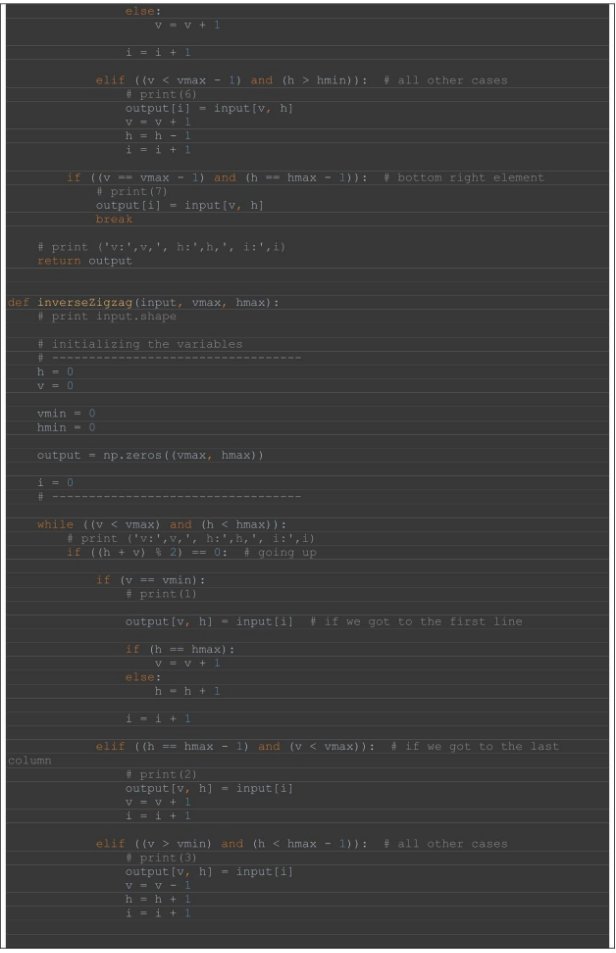 else:
v = v + 1
i = i + 1
elif ((v < vmax - 1) and (h > hmin)):  # all other cases
# print(6)
output[i] = input[v, h]
v = v + 1
h = h - 1
i = i + 1
if ((v == vmax - 1) and (h == hmax - 1)):  # bottom right element
# print(7)
output[i] = input[v, h]
break
# print ('v:',v,', h:',h,', i:',i)
return output
def inverseZigzag(input, vmax, hmax):
# print input.shape
# initializing the variables
# ----------------------------------
h = 0
v = 0
vmin = 0
hmin = 0
output = np.zeros((vmax, hmax))
i = 0
# ----------------------------------
while ((v < vmax) and (h < hmax)):
# print ('v:',v,', h:',h,', i:',i)
if ((h + v) % 2) == 0:  # going up
if (v == vmin):
# print(1)
output[v, h] = input[i]  # if we got to the first line
if (h == hmax):
v = v + 1
else:
h = h + 1
i = i + 1
elif ((h == hmax - 1) and (v < vmax)):  # if we got to the last
column
# print(2)
output[v, h] = input[i]
v = v + 1
i = i + 1
elif ((v > vmin) and (h < hmax - 1)):  # all other cases
# print(3)
output[v, h] = input[i]
v = v - 1
h = h + 1
i = i + 1